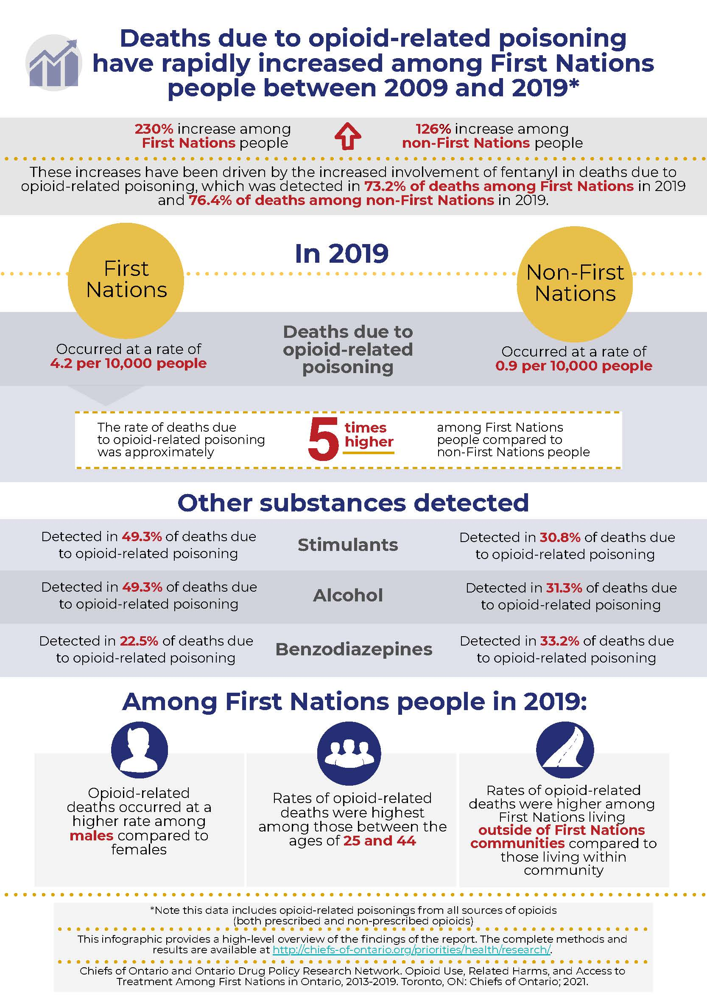 Deaths due to opioid-related poisoning
have rapidly increased among First Nations
people between 2009 and 2019*
230% increase among
First Nations people
126% increase among
non-First Nations people
These increases have been driven by the increased involvement of fentanyl in deaths due to
opioid-related poisoning, which was detected in 73.2% of deaths among First Nations in 2019
and 76.4% of deaths among non-First Nations in 2019.
In 2019
First
Nations
Non-First
Nations
Occurred at a rate of
4.2 per 10,000 people
Deaths due to
opioid-related
poisoning
Occurred at a rate of
0.9 per 10,000 people
The rate of deaths due
to opioid-related poisoning
was approximately
5 times
higher
among First Nations
people compared to
non-First Nations people
Other substances detected
Detected in 49.3% of deaths due
to opioid-related poisoning
Stimulants
Detected in 30.8% of deaths due
to opioid-related poisoning
Detected in 49.3% of deaths due
to opioid-related poisoning
Alcohol
Detected in 31.3% of deaths due
to opioid-related poisoning
Detected in 22.5% of deaths due
to opioid-related poisoning
Benzodiazepines
Detected in 33.2% of deaths due
to opioid-related poisoning
Among First Nations people in 2019:
Opioid-related
deaths occurred at a
higher rate among
males compared to
females
Rates of opioid-related
deaths were highest
among those between the
ages of 25 and 44
Rates of opioid-related
deaths were higher among
First Nations living
outside of First Nations
communities compared to
those living within
community
*Note this data includes opioid-related poisonings from all sources of opioids
(both prescribed and non-prescribed opioids)
This infographic provides a high-level overview of the findings of the report. The complete methods and
results are available at http://chiefs-of-ontario.org/priorities/health/research/.
Chiefs of Ontario and Ontario Drug Policy Research Network. Opioid Use, Related Harms, and Access to
Treatment Among First Nations in Ontario, 2013-2019. Toronto, ON: Chiefs of Ontario; 2021.